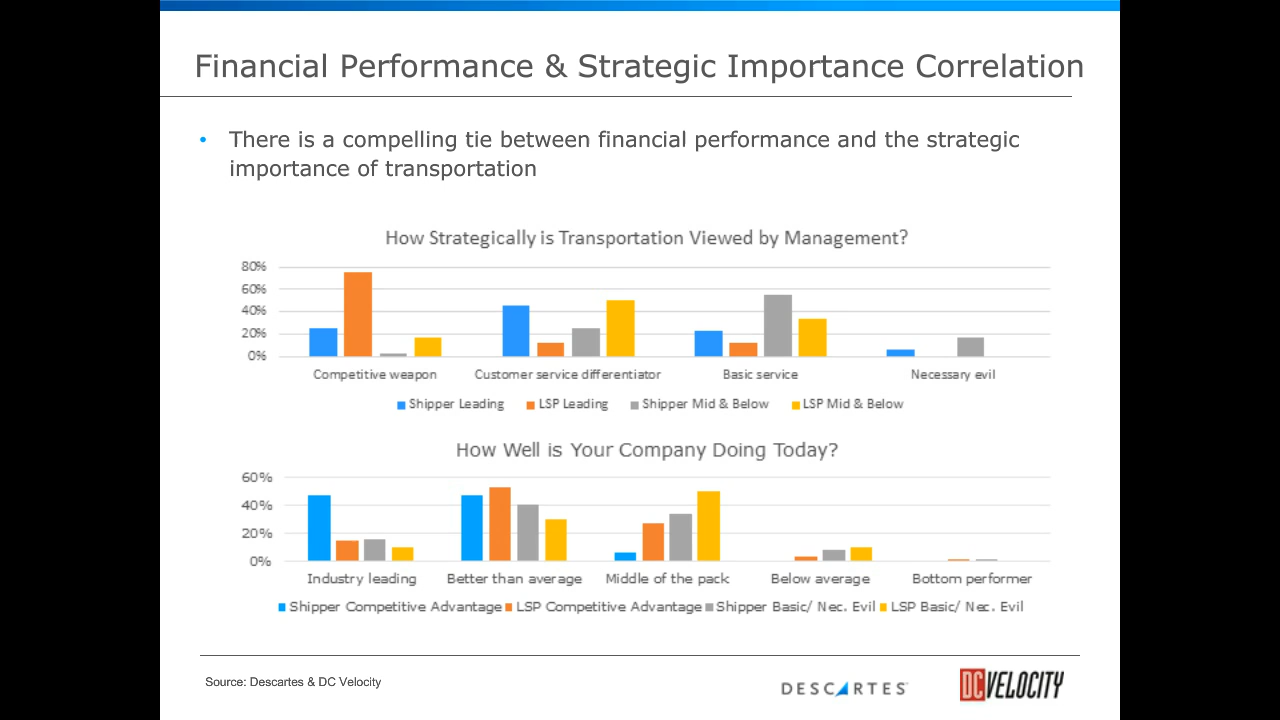 Financial Performance & Strategic Importance Correlation
• There is a compelling tie between financial performance and the strategic
importance of transportation
How Strategically is Transportation Viewed by Management?
80%
60%
40%
20%
0%
Competitive weapon Customer service differentiator Basic service Necessary evil
Shipper Leading LSP Leading Shipper Mid & Below LSP Mid & Below
How Well is Your Company Doing Today?
60%
40%
20%
0%
Industry leading Better than average Middle of the pack Below average Bottom performer
Shipper Competitive Advantage LSP Competitive Advantage Shipper Basic/ Nec. Evil LSP Basic/ Nec. Evil
Source: Descartes & DC Velocity
DESCARTES
DC VELOCITY